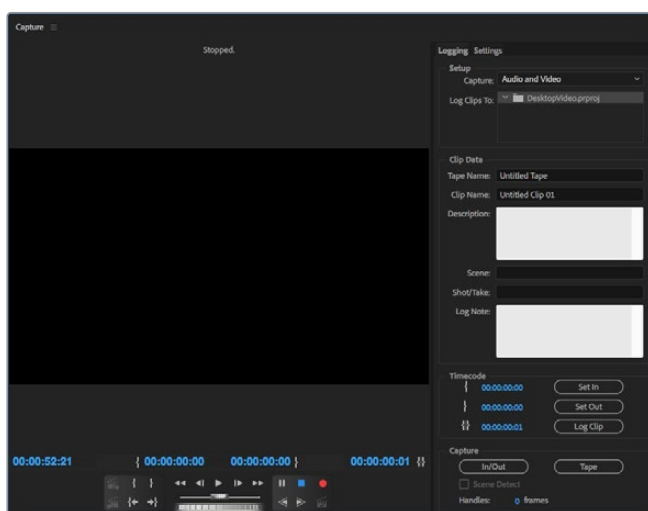 Capture
Stopped.
00:00:52:21
{ 00:00:00:00
00:00:00:00 }
00:00:00:01 {}
Logging Settings
Setup
Capture: Audio and Video
Log Clips To: DesktopVideo.prproj
Clip Data
Tape Name: Untitled Tape
Clip Name: Untitled Clip 01
Description:
Scene:
Shot/Take:
Log Note:
Timecode
{ 00:00:00:00 Set In
} 00:00:00:00 Set Out
{} 00:00:00:01 Log Clip
Capture
In/Out Tape
Scene Detect
Handles: 0 frames